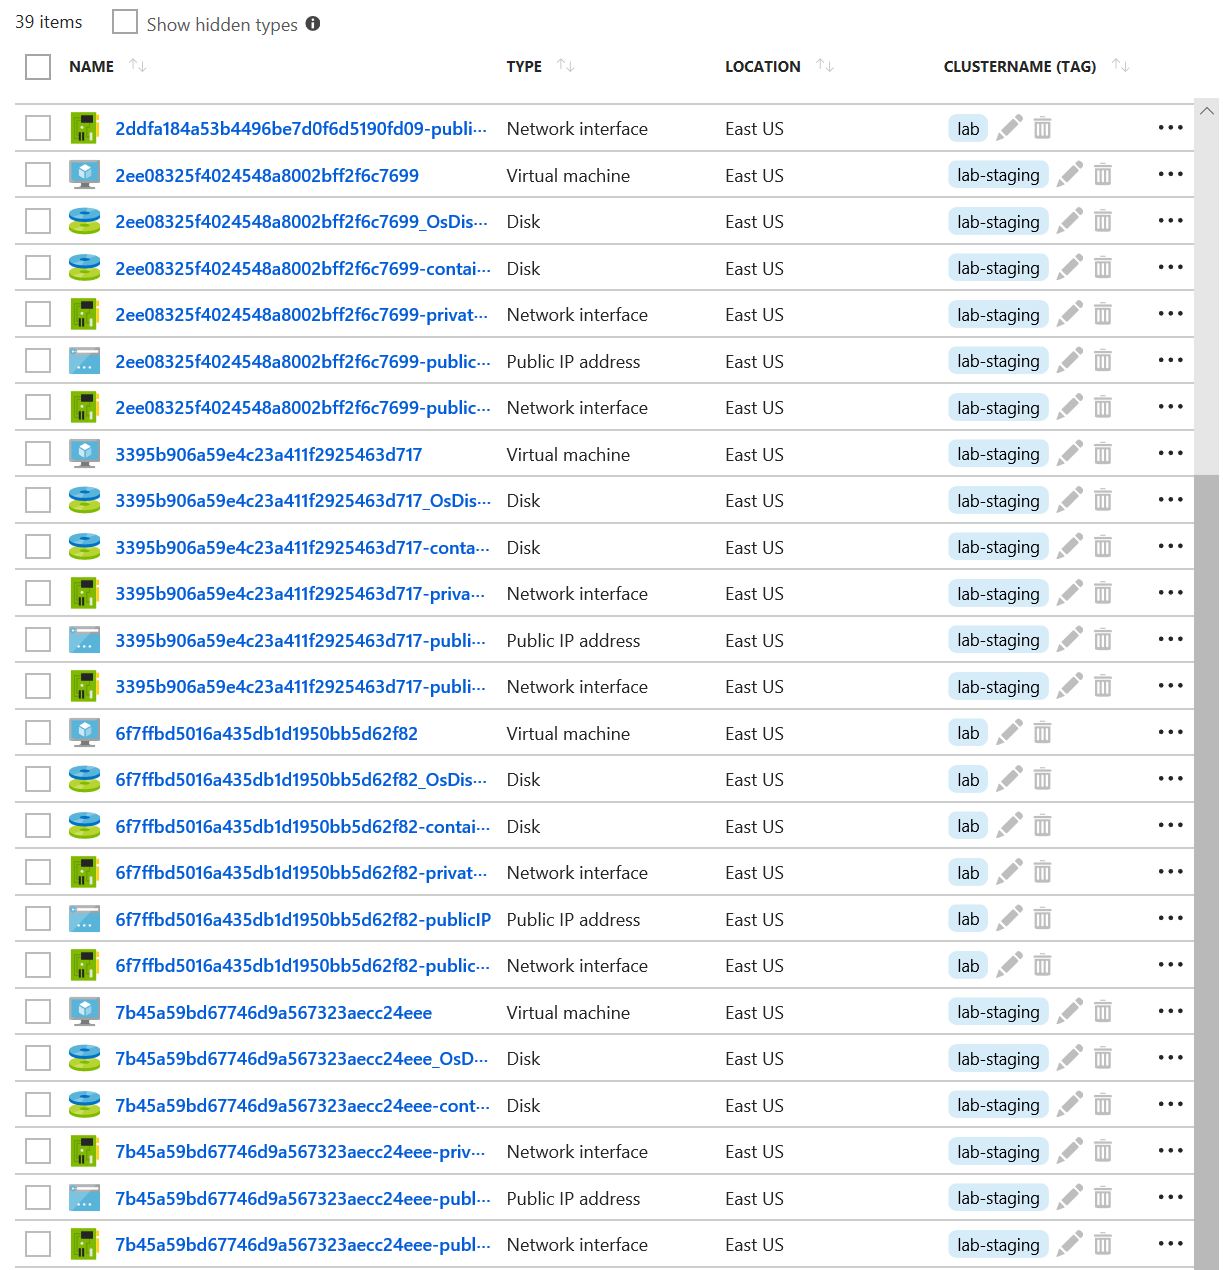 39 items Show hidden types
NAME TYPE LOCATION CLUSTERNAME (TAG)
2ddfa184a53b4496be7d0f6d5190fd09-publi··· Network interface East US lab
2ee08325f4024548a8002bff2f6c7699 Virtual machine East US lab-staging
2ee08325f4024548a8002bff2f6c7699_OsDis··· Disk East US lab-staging
2ee08325f4024548a8002bff2f6c7699-contai··· Disk East US lab-staging
2ee08325f4024548a8002bff2f6c7699-privat··· Network interface East US lab-staging
2ee08325f4024548a8002bff2f6c7699-public··· Public IP address East US lab-staging
2ee08325f4024548a8002bff2f6c7699-public··· Network interface East US lab-staging
3395b906a59e4c23a411f2925463d717 Virtual machine East US lab-staging
3395b906a59e4c23a411f2925463d717_OsDis··· Disk East US lab-staging
3395b906a59e4c23a411f2925463d717-conta··· Disk East US lab-staging
3395b906a59e4c23a411f2925463d717-priva··· Network interface East US lab-staging
3395b906a59e4c23a411f2925463d717-publi··· Public IP address East US lab-staging
3395b906a59e4c23a411f2925463d717-publi··· Network interface East US lab-staging
6f7ffbd5016a435db1d1950bb5d62f82 Virtual machine East US lab
6f7ffbd5016a435db1d1950bb5d62f82_OsDis··· Disk East US lab
6f7ffbd5016a435db1d1950bb5d62f82-contai··· Disk East US lab
6f7ffbd5016a435db1d1950bb5d62f82-privat··· Network interface East US lab
6f7ffbd5016a435db1d1950bb5d62f82-publicIP Public IP address East US lab
6f7ffbd5016a435db1d1950bb5d62f82-public··· Network interface East US lab
7b45a59bd67746d9a567323aecc24eee Virtual machine East US lab-staging
7b45a59bd67746d9a567323aecc24eee_OsD··· Disk East US lab-staging
7b45a59bd67746d9a567323aecc24eee-cont··· Disk East US lab-staging
7b45a59bd67746d9a567323aecc24eee-priv··· Network interface East US lab-staging
7b45a59bd67746d9a567323aecc24eee-publ··· Public IP address East US lab-staging
7b45a59bd67746d9a567323aecc24eee-publ··· Network interface East US lab-staging